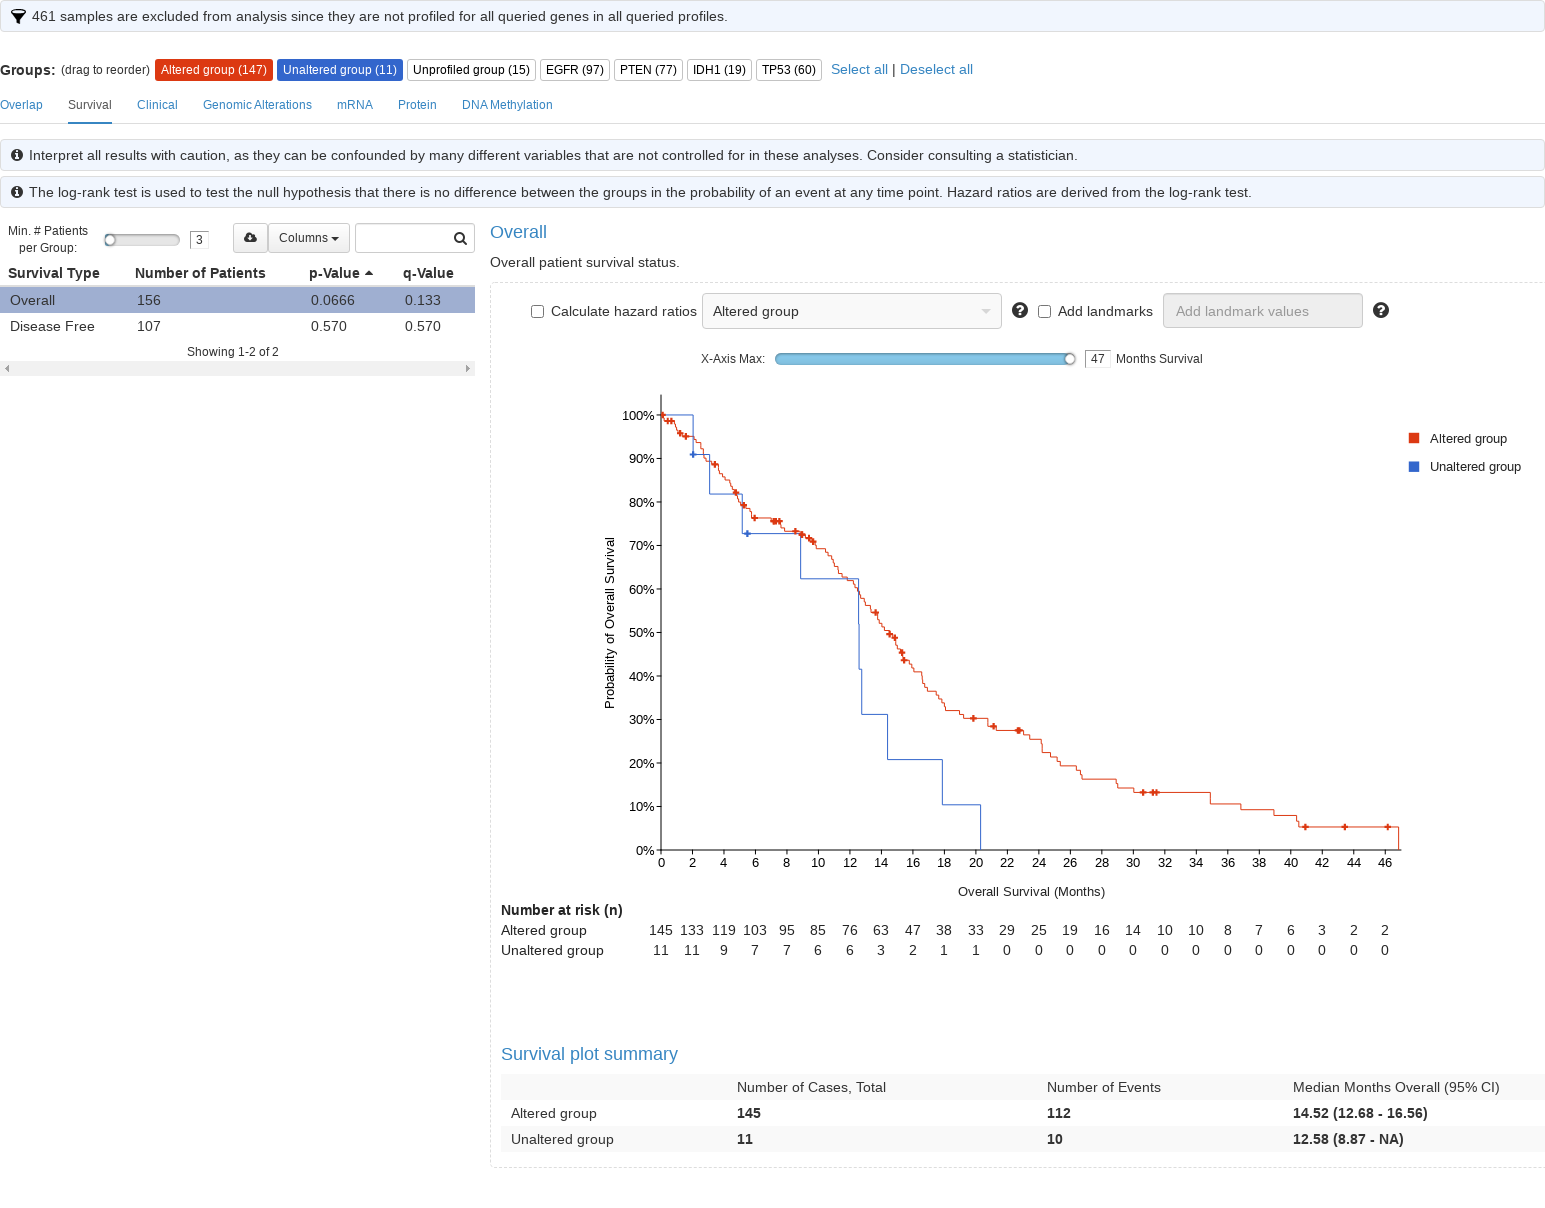 461 samples are excluded from analysis since they are not profiled for all queried genes in all queried profiles.
Groups: (drag to reorder) Altered group (147) Unaltered group (11) Unprofiled group (15) EGFR (97) PTEN (77) IDH1 (19) TP53 (60) Select all | Deselect all
Overlap Survival Clinical Genomic Alterations mRNA Protein DNA Methylation
Interpret all results with caution, as they can be confounded by many different variables that are not controlled for in these analyses. Consider consulting a statistician.
The log-rank test is used to test the null hypothesis that there is no difference between the groups in the probability of an event at any time point. Hazard ratios are derived from the log-rank test.
Min. # Patients
per Group:
3
Columns
Survival Type Number of Patients p-Value q-Value
Overall 156 0.0666 0.133
Disease Free 107 0.570 0.570
Showing 1-2 of 2
Overall
Overall patient survival status.
Calculate hazard ratios Altered group Add landmarks Add landmark values
X-Axis Max: 47 Months Survival
100%
90%
80%
70%
60%
50%
40%
30%
20%
10%
0%
Probability of Overall Survival
Altered group
Unaltered group
0 2 4 6 8 10 12 14 16 18 20 22 24 26 28 30 32 34 36 38 40 42 44 46
Overall Survival (Months)
Number at risk (n)
Altered group 145 133 119 103 95 85 76 63 47 38 33 29 25 19 16 14 10 10 8 7 6 3 2 2
Unaltered group 11 11 9 7 7 6 6 3 2 1 1 0 0 0 0 0 0 0 0 0 0 0 0 0
Survival plot summary
Number of Cases, Total Number of Events Median Months Overall (95% CI)
Altered group 145 112 14.52 (12.68 - 16.56)
Unaltered group 11 10 12.58 (8.87 - NA)